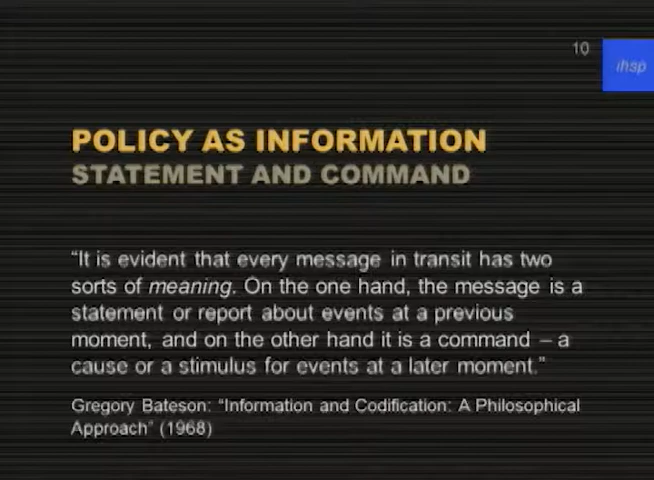 10
ihsp
POLICY AS INFORMATION
STATEMENT AND COMMAND
“It is evident that every message in transit has two
sorts of meaning. On the one hand, the message is a
statement or report about events at a previous
moment, and on the other hand it is a command – a
cause or a stimulus for events at a later moment.”
Gregory Bateson: “Information and Codification: A Philosophical
Approach” (1968)